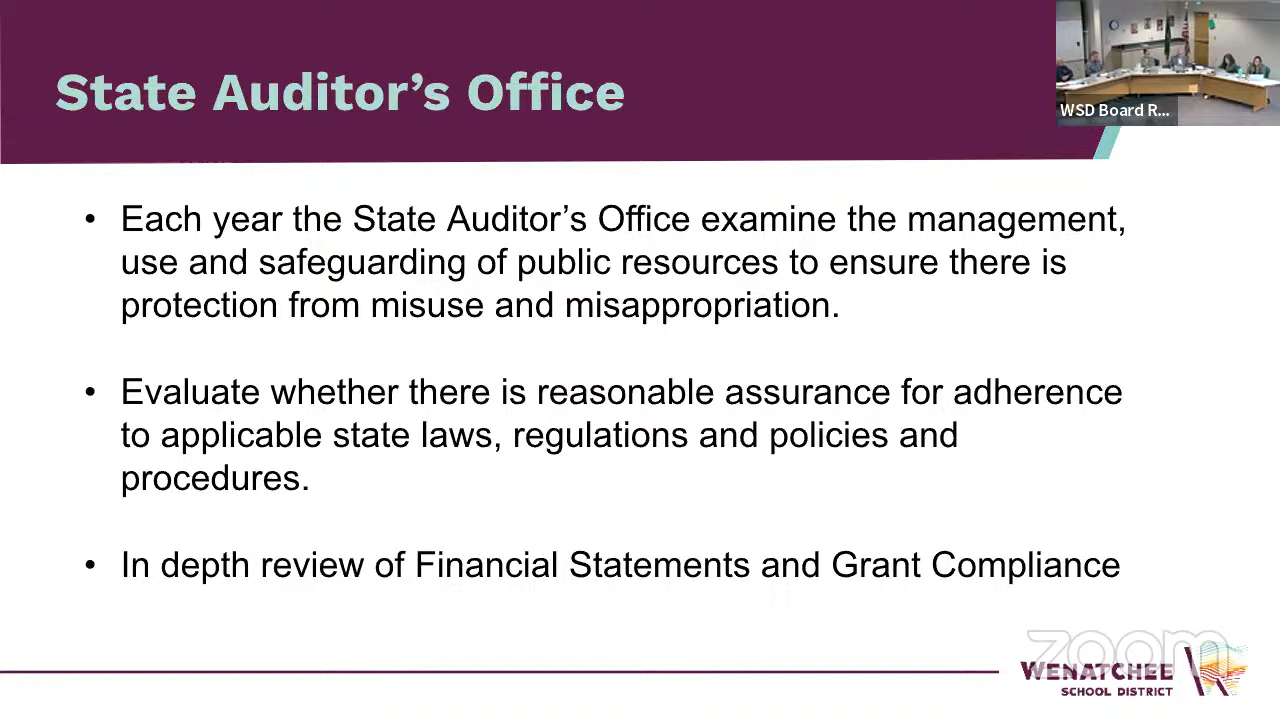 State Auditor's Office
WSD Board R...
• Each year the State Auditor's Office examine the management,
use and safeguarding of public resources to ensure there is
protection from misuse and misappropriation.
• Evaluate whether there is reasonable assurance for adherence
to applicable state laws, regulations and policies and
procedures.
• In depth review of Financial Statements and Grant Compliance
zoom
WENATCHEE
SCHOOL DISTRICT